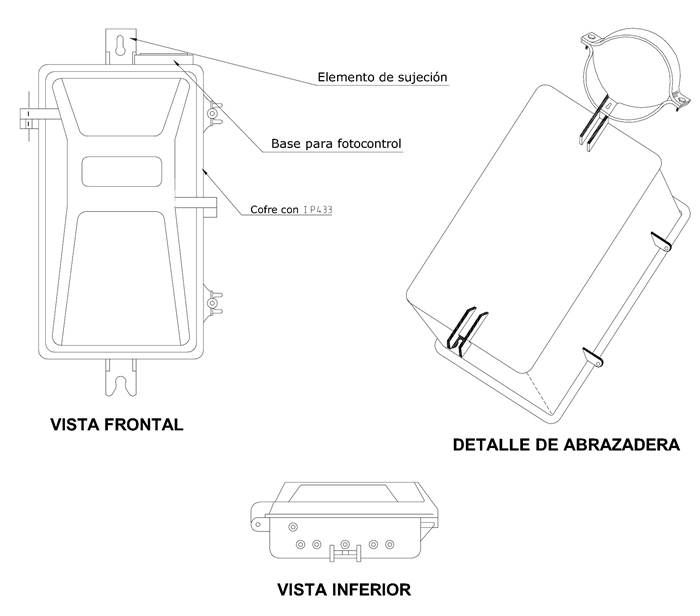 Elemento de sujeción
Base para fotocontrol
Cofre con IP433
VISTA FRONTAL
DETALLE DE ABRAZADERA
VISTA INFERIOR